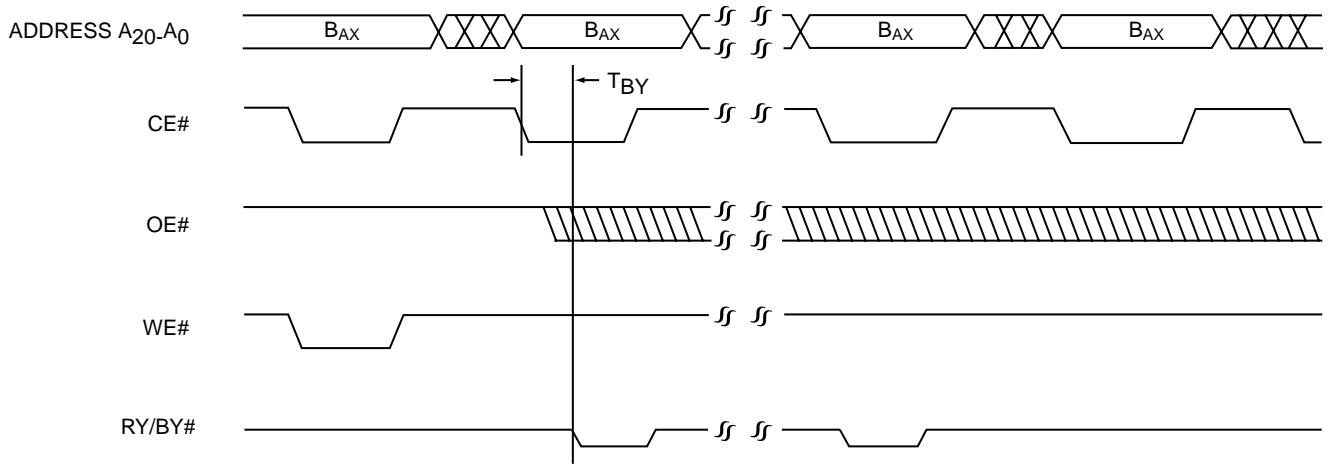 ADDRESS A20-A0 BAX BAX BAX BAX
TBY
CE#
OE#
WE#
RY/BY#